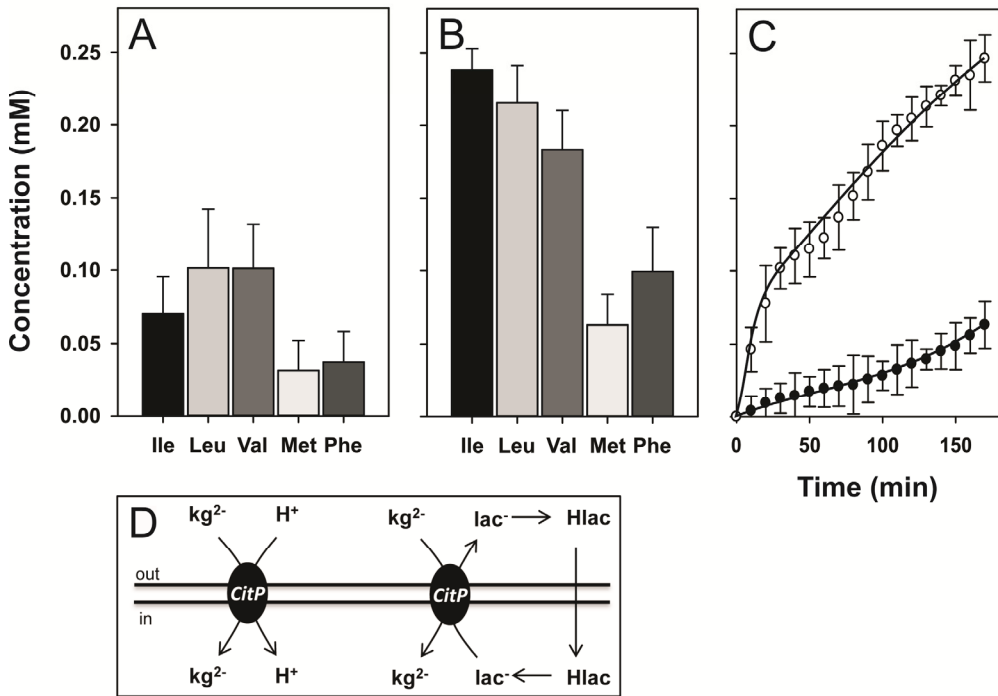 A
B
C
Concentration (mM)
0.25
0.20
0.15
0.10
0.05
0.00
Ile Leu Val Met Phe
Ile Leu Val Met Phe
0 50 100 150
Time (min)
D
kg²⁻ H⁺ kg²⁻ lac⁻ Hlac
out
CitP CitP
in
kg²⁻ H⁺ kg²⁻ lac⁻ Hlac